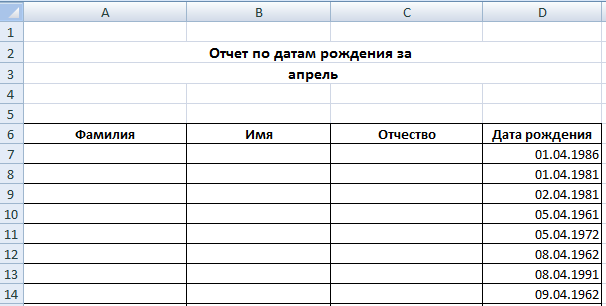 A B C D
1
2 Отчет по датам рождения за
3 апрель
4
5
6 Фамилия Имя Отчество Дата рождения
7 01.04.1986
8 01.04.1981
9 02.04.1981
10 05.04.1961
11 05.04.1972
12 08.04.1962
13 08.04.1991
14 09.04.1962